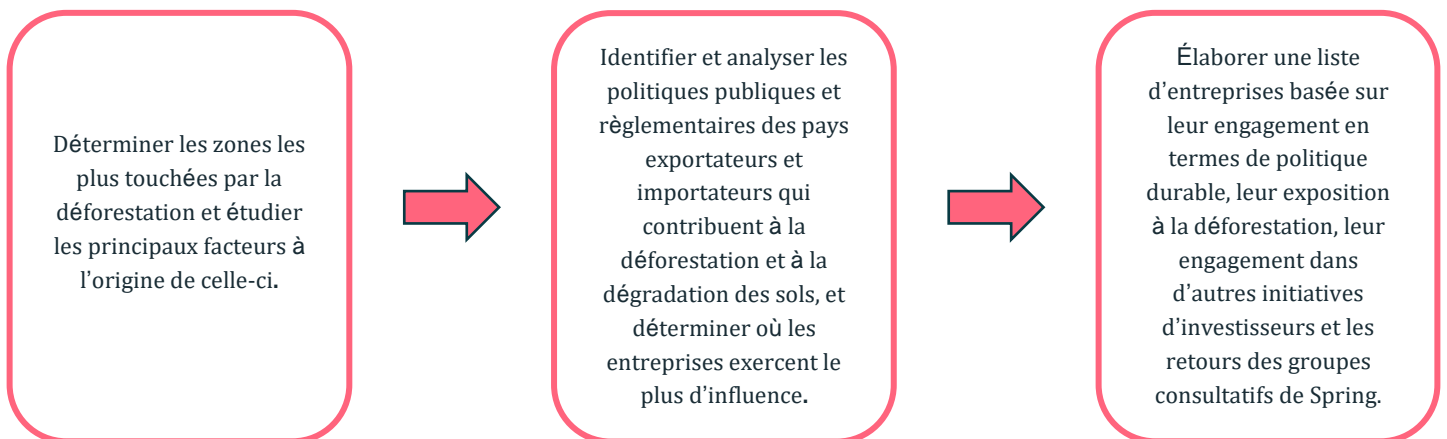 Déterminer les zones les
plus touchées par la
déforestation et étudier
les principaux facteurs à
l’origine de celle-ci.
Identifier et analyser les
politiques publiques et
règlementaires des pays
exportateurs et
importateurs qui
contribuent à la
déforestation et à la
dégradation des sols, et
déterminer où les
entreprises exercent le
plus d’influence.
Élaborer une liste
d’entreprises basée sur
leur engagement en
termes de politique
durable, leur exposition
à la déforestation, leur
engagement dans
d’autres initiatives
d’investisseurs et les
retours des groupes
consultatifs de Spring.